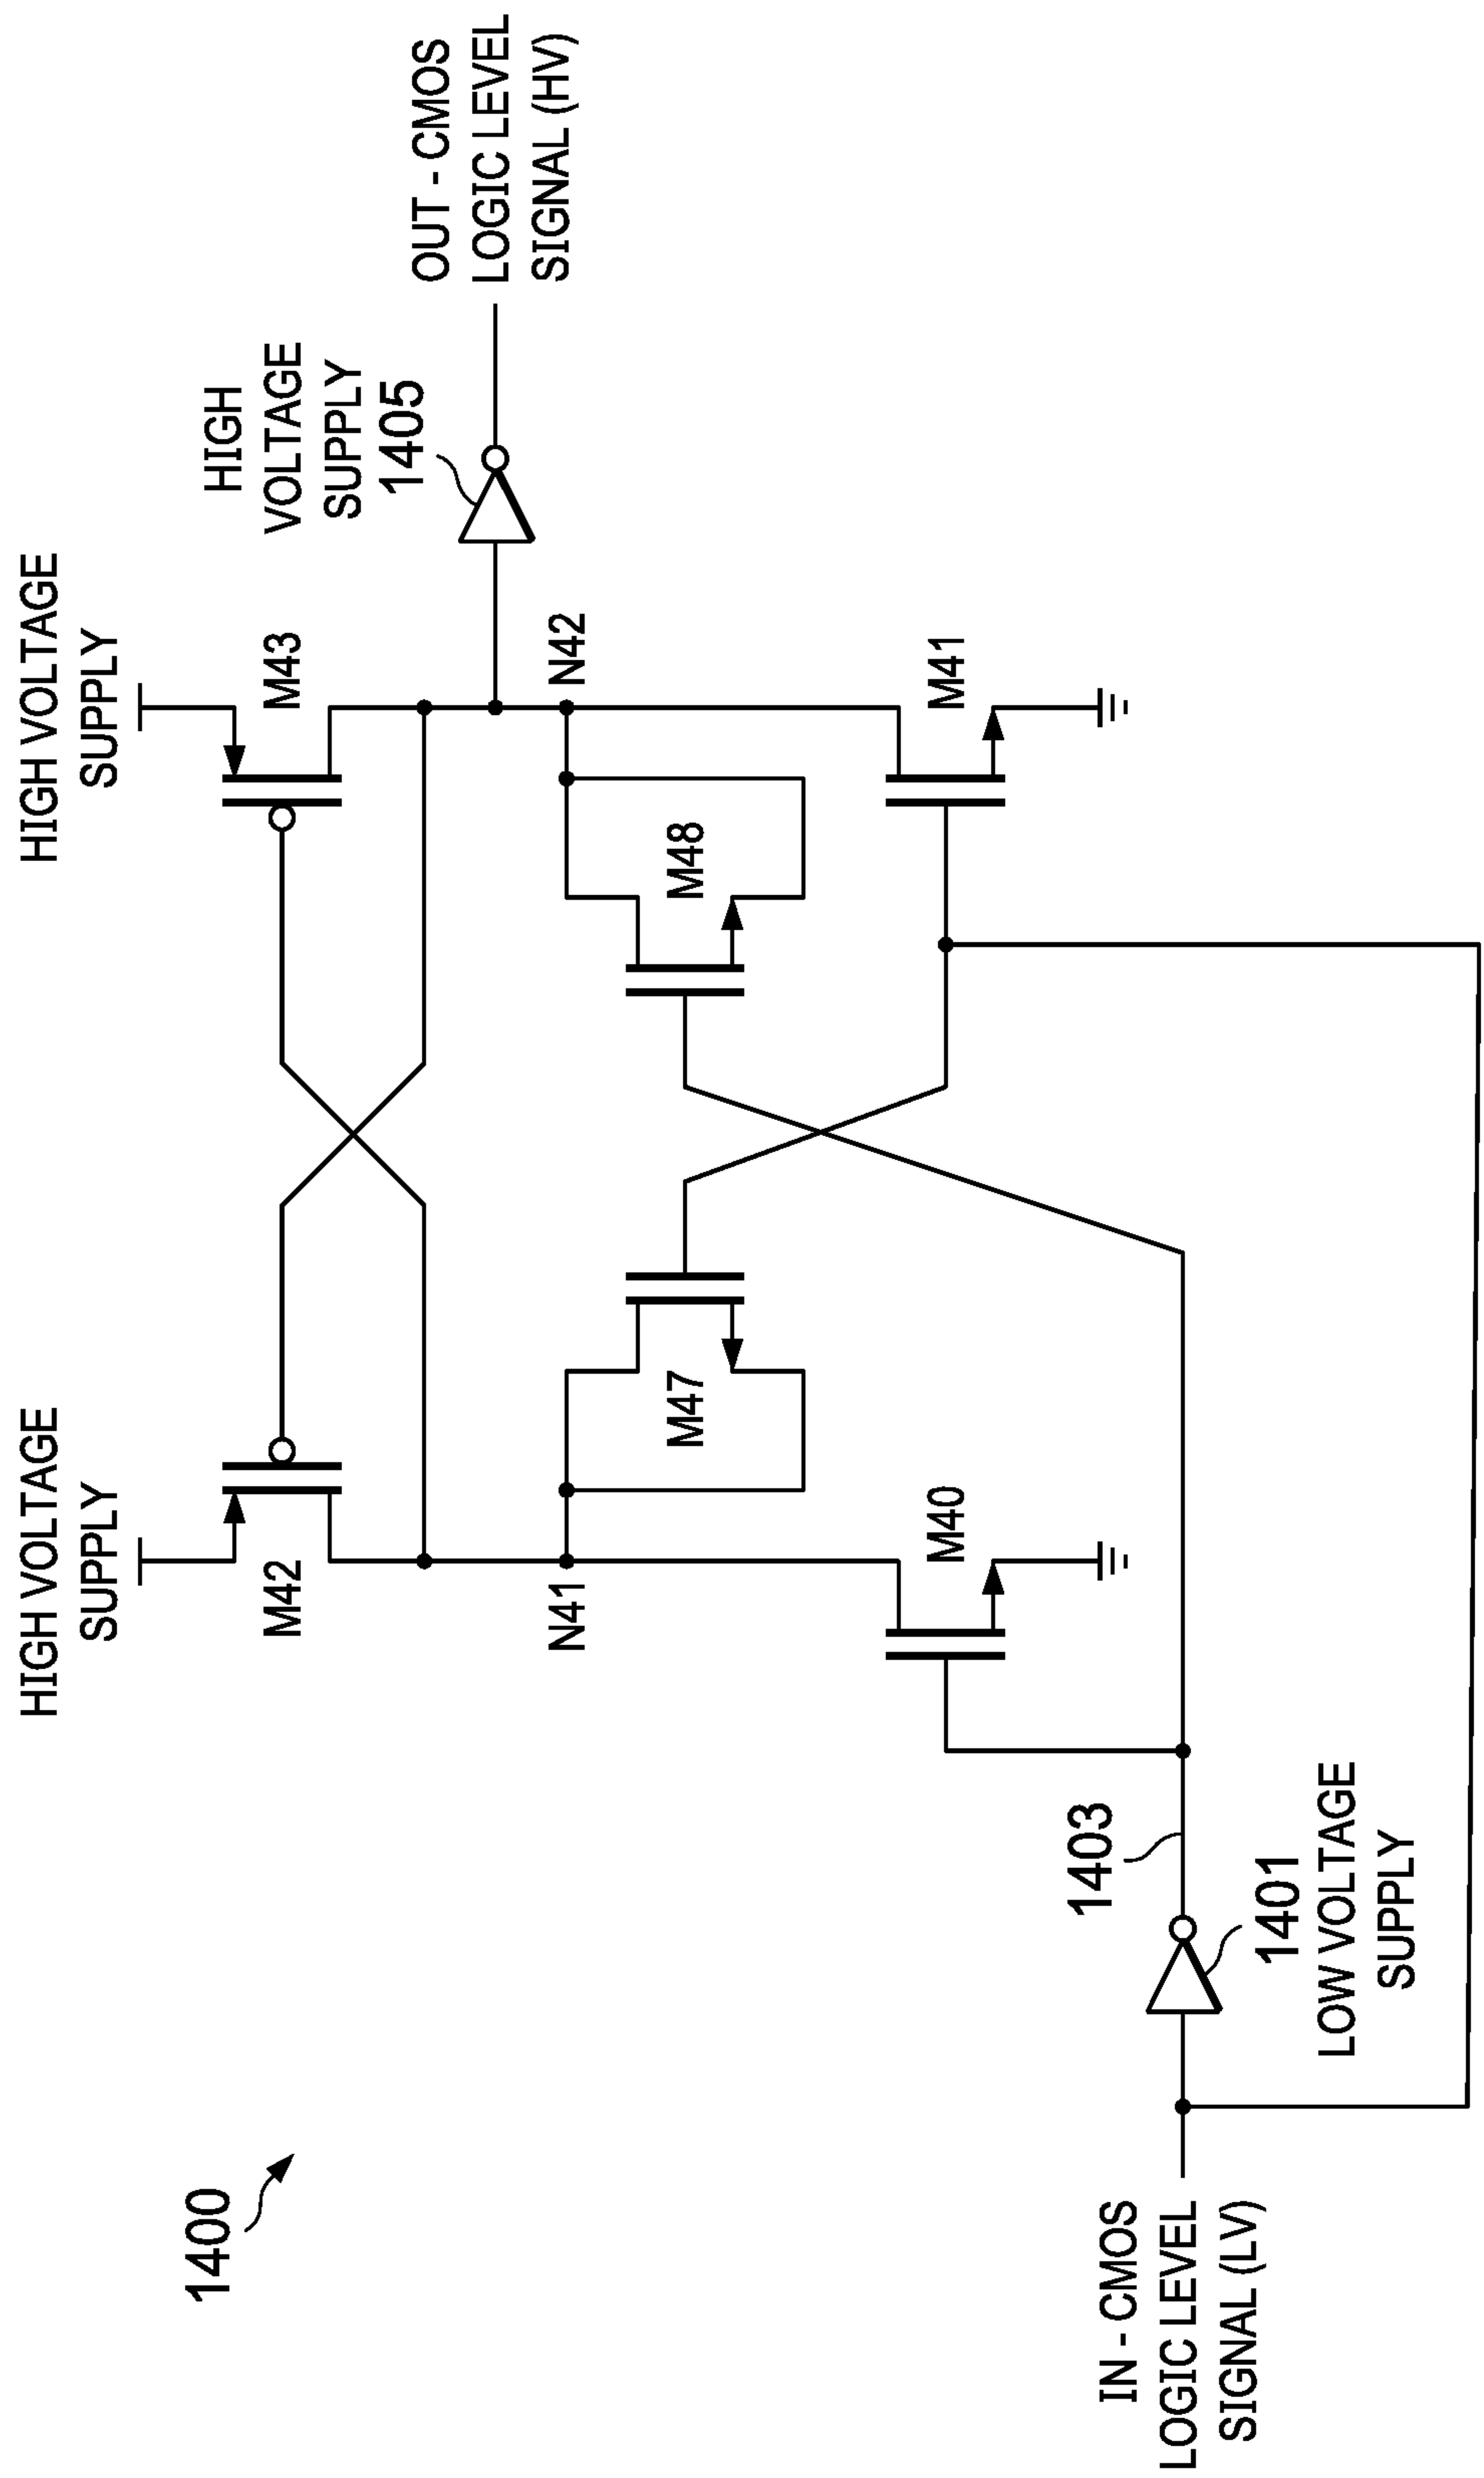 1400
HIGH VOLTAGE
SUPPLY
HIGH VOLTAGE
SUPPLY
M42
M43
HIGH
VOLTAGE
SUPPLY
1405
OUT - CMOS
LOGIC LEVEL
SIGNAL (HV)
N41
N42
M47
M48
M40
M41
1403
IN - CMOS
LOGIC LEVEL
SIGNAL (LV)
1401
LOW VOLTAGE
SUPPLY